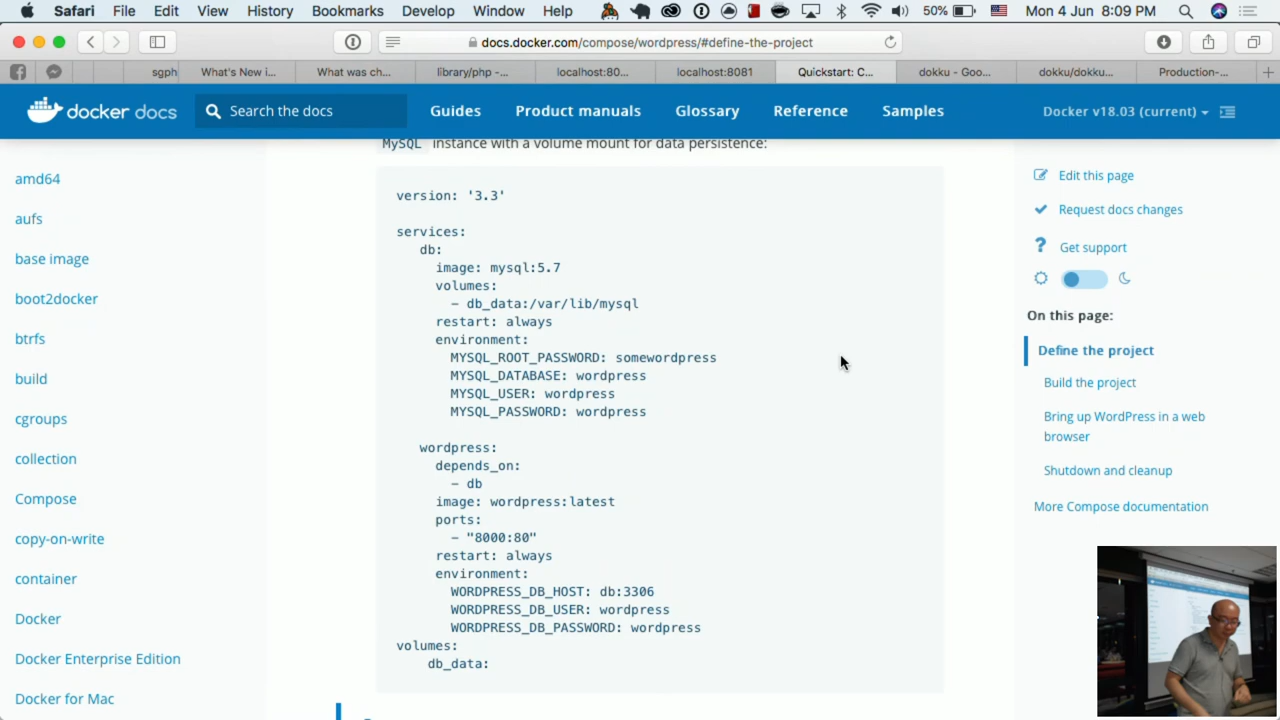 Safari File Edit View History Bookmarks Develop Window Help 50% Mon 4 Jun 8:09 PM
docs.docker.com/compose/wordpress/#define-the-project
sgph What's New i... What was ch... library/php -... localhost:80... localhost:8081 Quickstart: C... dokku - Goo... dokku/dokku... Production-...
docker docs Search the docs Guides Product manuals Glossary Reference Samples Docker v18.03 (current)
MySQL instance with a volume mount for data persistence:
amd64
aufs
base image
boot2docker
btrfs
build
cgroups
collection
Compose
copy-on-write
container
Docker
Docker Enterprise Edition
Docker for Mac
version: '3.3'
services:
db:
image: mysql:5.7
volumes:
- db_data:/var/lib/mysql
restart: always
environment:
MYSQL_ROOT_PASSWORD: somewordpress
MYSQL_DATABASE: wordpress
MYSQL_USER: wordpress
MYSQL_PASSWORD: wordpress
wordpress:
depends_on:
- db
image: wordpress:latest
ports:
- "8000:80"
restart: always
environment:
WORDPRESS_DB_HOST: db:3306
WORDPRESS_DB_USER: wordpress
WORDPRESS_DB_PASSWORD: wordpress
volumes:
db_data:
Edit this page
Request docs changes
Get support
On this page:
Define the project
Build the project
Bring up WordPress in a web
browser
Shutdown and cleanup
More Compose documentation